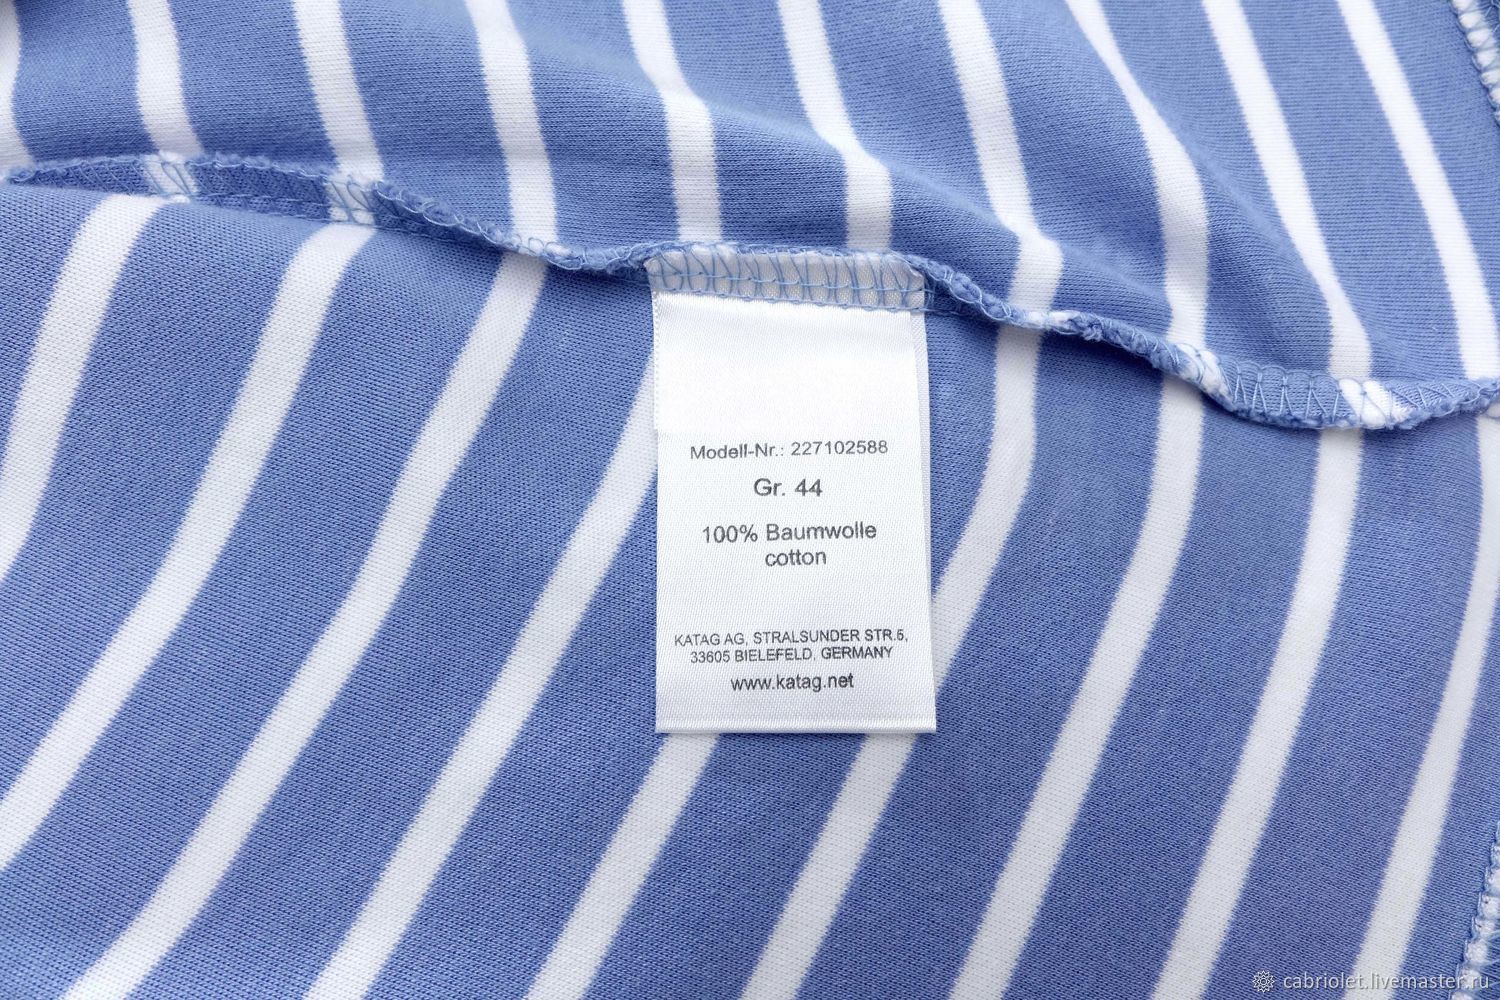 Modell-Nr.: 227102588
Gr. 44
100% Baumwolle
cotton
KATAG AG, STRALSUNDER STR.5,
33605 BIELEFELD, GERMANY
www.katag.net
cabriolet.livemaster.ru